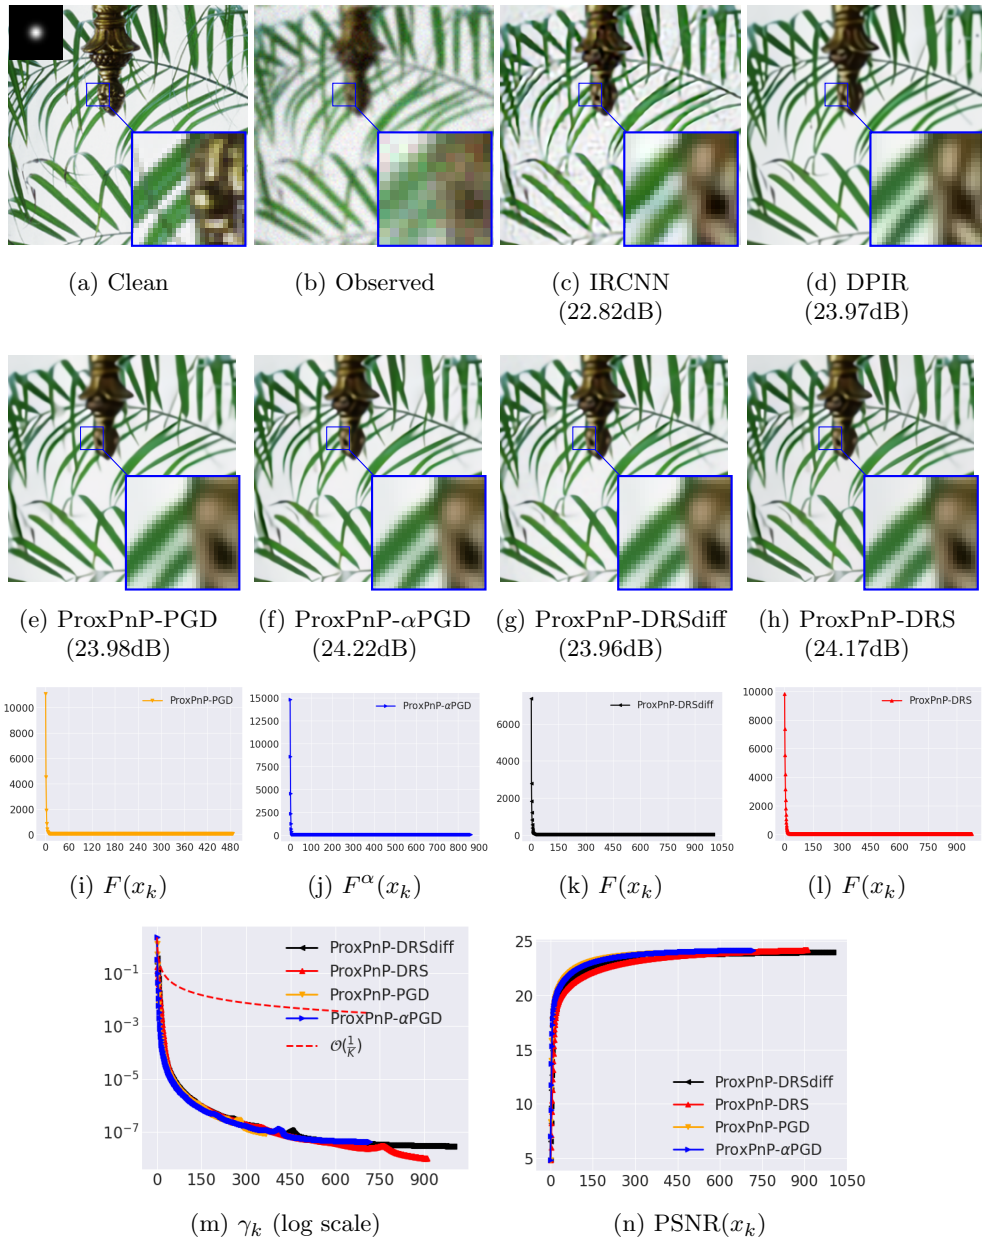 (a) Clean
(b) Observed
(c) IRCNN
(22.82dB)
(d) DPIR
(23.97dB)
(e) ProxPnP-PGD
(23.98dB)
(f) ProxPnP-αPGD
(24.22dB)
(g) ProxPnP-DRSdiff
(23.96dB)
(h) ProxPnP-DRS
(24.17dB)
ProxPnP-PGD
10000
8000
6000
4000
2000
0
0 60 120 180 240 300 360 420 480
(i) F(x_k)
ProxPnP-αPGD
15000
12500
10000
7500
5000
2500
0
0 100 200 300 400 500 600 700 800 900
(j) F^α(x_k)
ProxPnP-DRSdiff
6000
4000
2000
0
0 150 300 450 600 750 900 1050
(k) F(x_k)
ProxPnP-DRS
10000
8000
6000
4000
2000
0
0 150 300 450 600 750 900
(l) F(x_k)
10^{-1}
10^{-3}
10^{-5}
10^{-7}
ProxPnP-DRSdiff
ProxPnP-DRS
ProxPnP-PGD
ProxPnP-αPGD
O(1/K)
0 150 300 450 600 750 900
(m) γ_k (log scale)
25
20
15
10
5
ProxPnP-DRSdiff
ProxPnP-DRS
ProxPnP-PGD
ProxPnP-αPGD
0 150 300 450 600 750 900 1050
(n) PSNR(x_k)